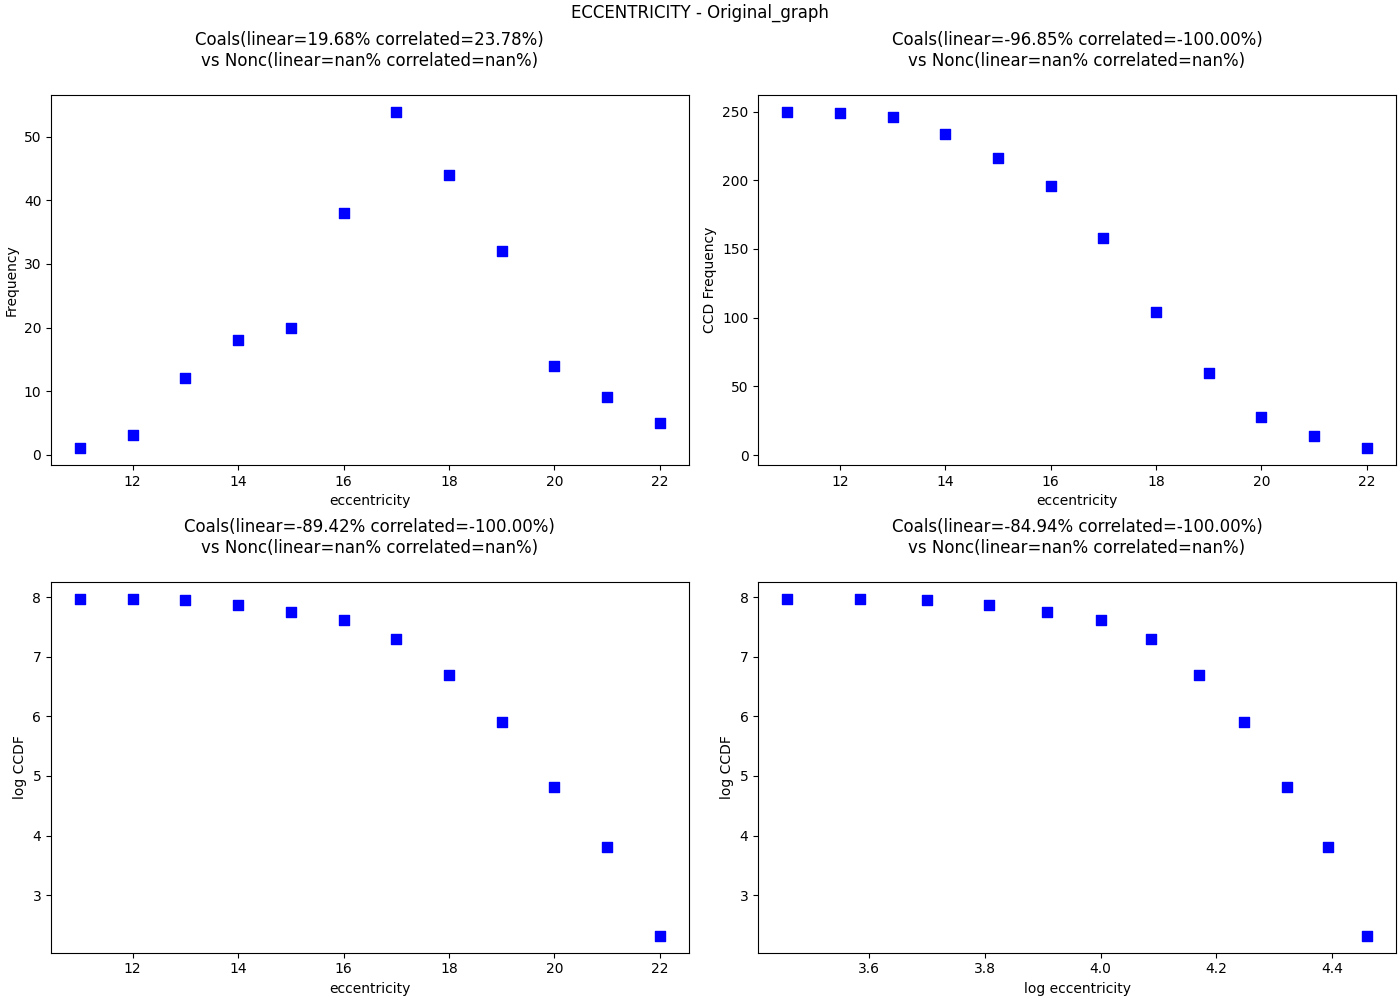 ECCENTRICITY - Original_graph
Coals(linear=19.68% correlated=23.78%)
vs Nonc(linear=nan% correlated=nan%)
Frequency
50
40
30
20
10
0
12 14 16 18 20 22
eccentricity
Coals(linear=-96.85% correlated=-100.00%)
vs Nonc(linear=nan% correlated=nan%)
CCD Frequency
250
200
150
100
50
0
12 14 16 18 20 22
eccentricity
Coals(linear=-89.42% correlated=-100.00%)
vs Nonc(linear=nan% correlated=nan%)
log CCDF
8
7
6
5
4
3
12 14 16 18 20 22
eccentricity
Coals(linear=-84.94% correlated=-100.00%)
vs Nonc(linear=nan% correlated=nan%)
log CCDF
8
7
6
5
4
3
3.6 3.8 4.0 4.2 4.4
log eccentricity